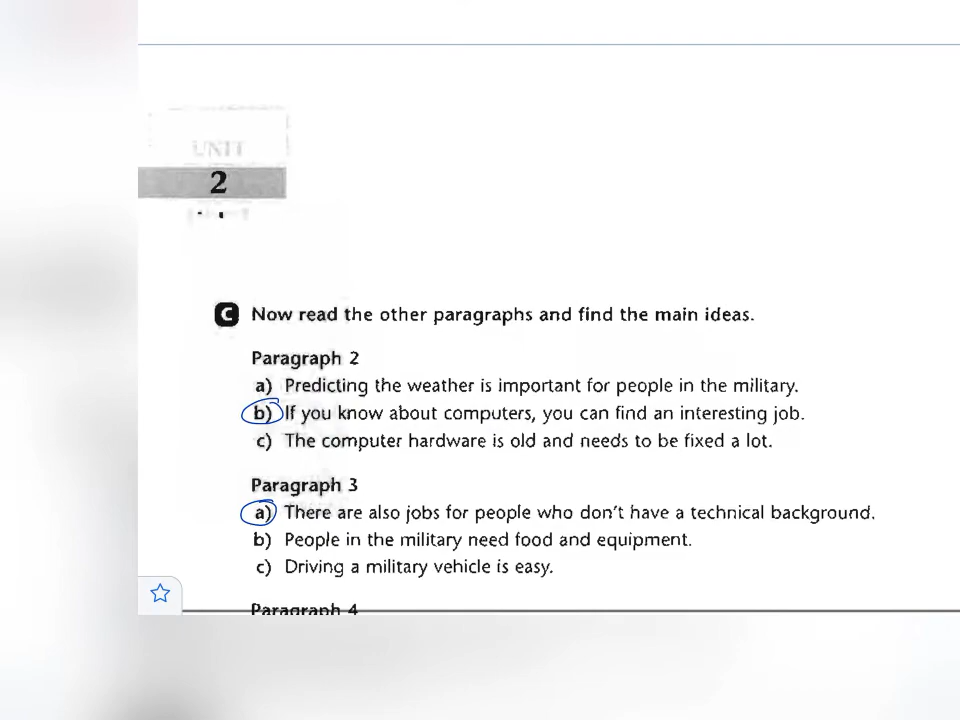 UNIT
2
C Now read the other paragraphs and find the main ideas.
Paragraph 2
a) Predicting the weather is important for people in the military.
b) If you know about computers, you can find an interesting job.
c) The computer hardware is old and needs to be fixed a lot.
Paragraph 3
a) There are also jobs for people who don't have a technical background.
b) People in the military need food and equipment.
c) Driving a military vehicle is easy.
Paragraph 4